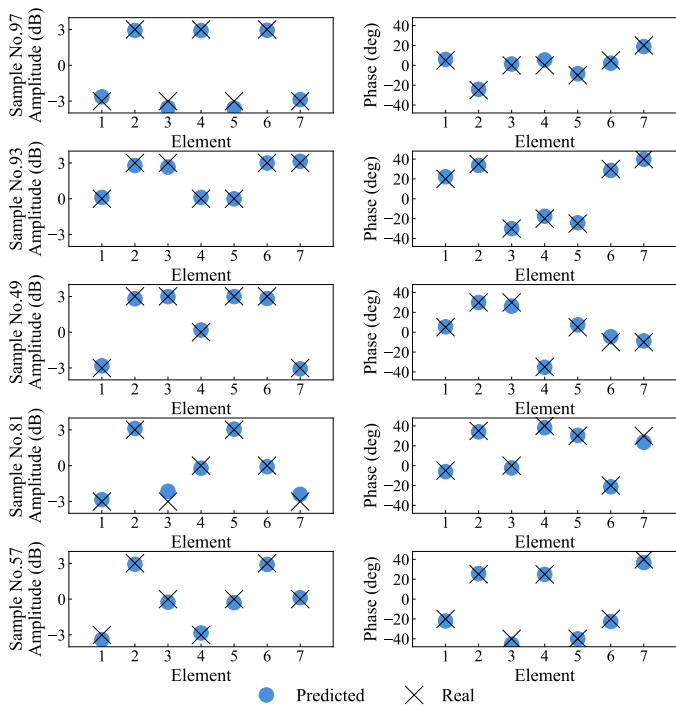 Sample No.97
Amplitude (dB)
3
0
−3
1 2 3 4 5 6 7
Element
Phase (deg)
40
20
0
−20
−40
1 2 3 4 5 6 7
Element
Sample No.93
Amplitude (dB)
3
0
−3
1 2 3 4 5 6 7
Element
Phase (deg)
40
20
0
−20
−40
1 2 3 4 5 6 7
Element
Sample No.49
Amplitude (dB)
3
0
−3
1 2 3 4 5 6 7
Element
Phase (deg)
40
20
0
−20
−40
1 2 3 4 5 6 7
Element
Sample No.81
Amplitude (dB)
3
0
−3
1 2 3 4 5 6 7
Element
Phase (deg)
40
20
0
−20
−40
1 2 3 4 5 6 7
Element
Sample No.57
Amplitude (dB)
3
0
−3
1 2 3 4 5 6 7
Element
Phase (deg)
40
20
0
−20
−40
1 2 3 4 5 6 7
Element
Predicted Real